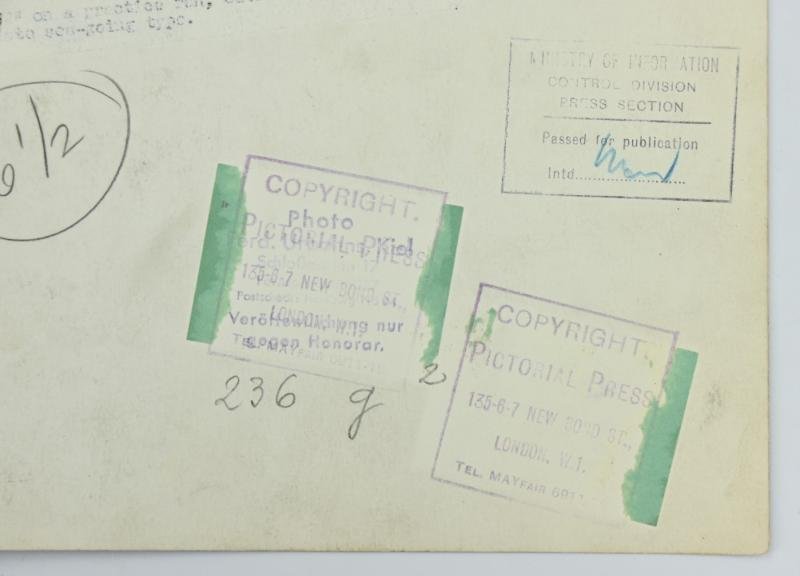 on a practice run,
sea-going type.
MINISTRY OF INFORMATION
CONTROL DIVISION
PRESS SECTION
Passed for publication
Intd
1/2
COPYRIGHT.
PICTORIAL PRESS
135-6-7 NEW BOND ST.,
LONDON, W.1.
TEL. MAYFAIR
Photo
Ferd. Urbahns, Kiel
Veröffentlichung nur
gegen Honorar.
236 g 2
COPYRIGHT.
PICTORIAL PRESS
135-6-7 NEW BOND ST.,
LONDON, W.1.
TEL. MAYFAIR